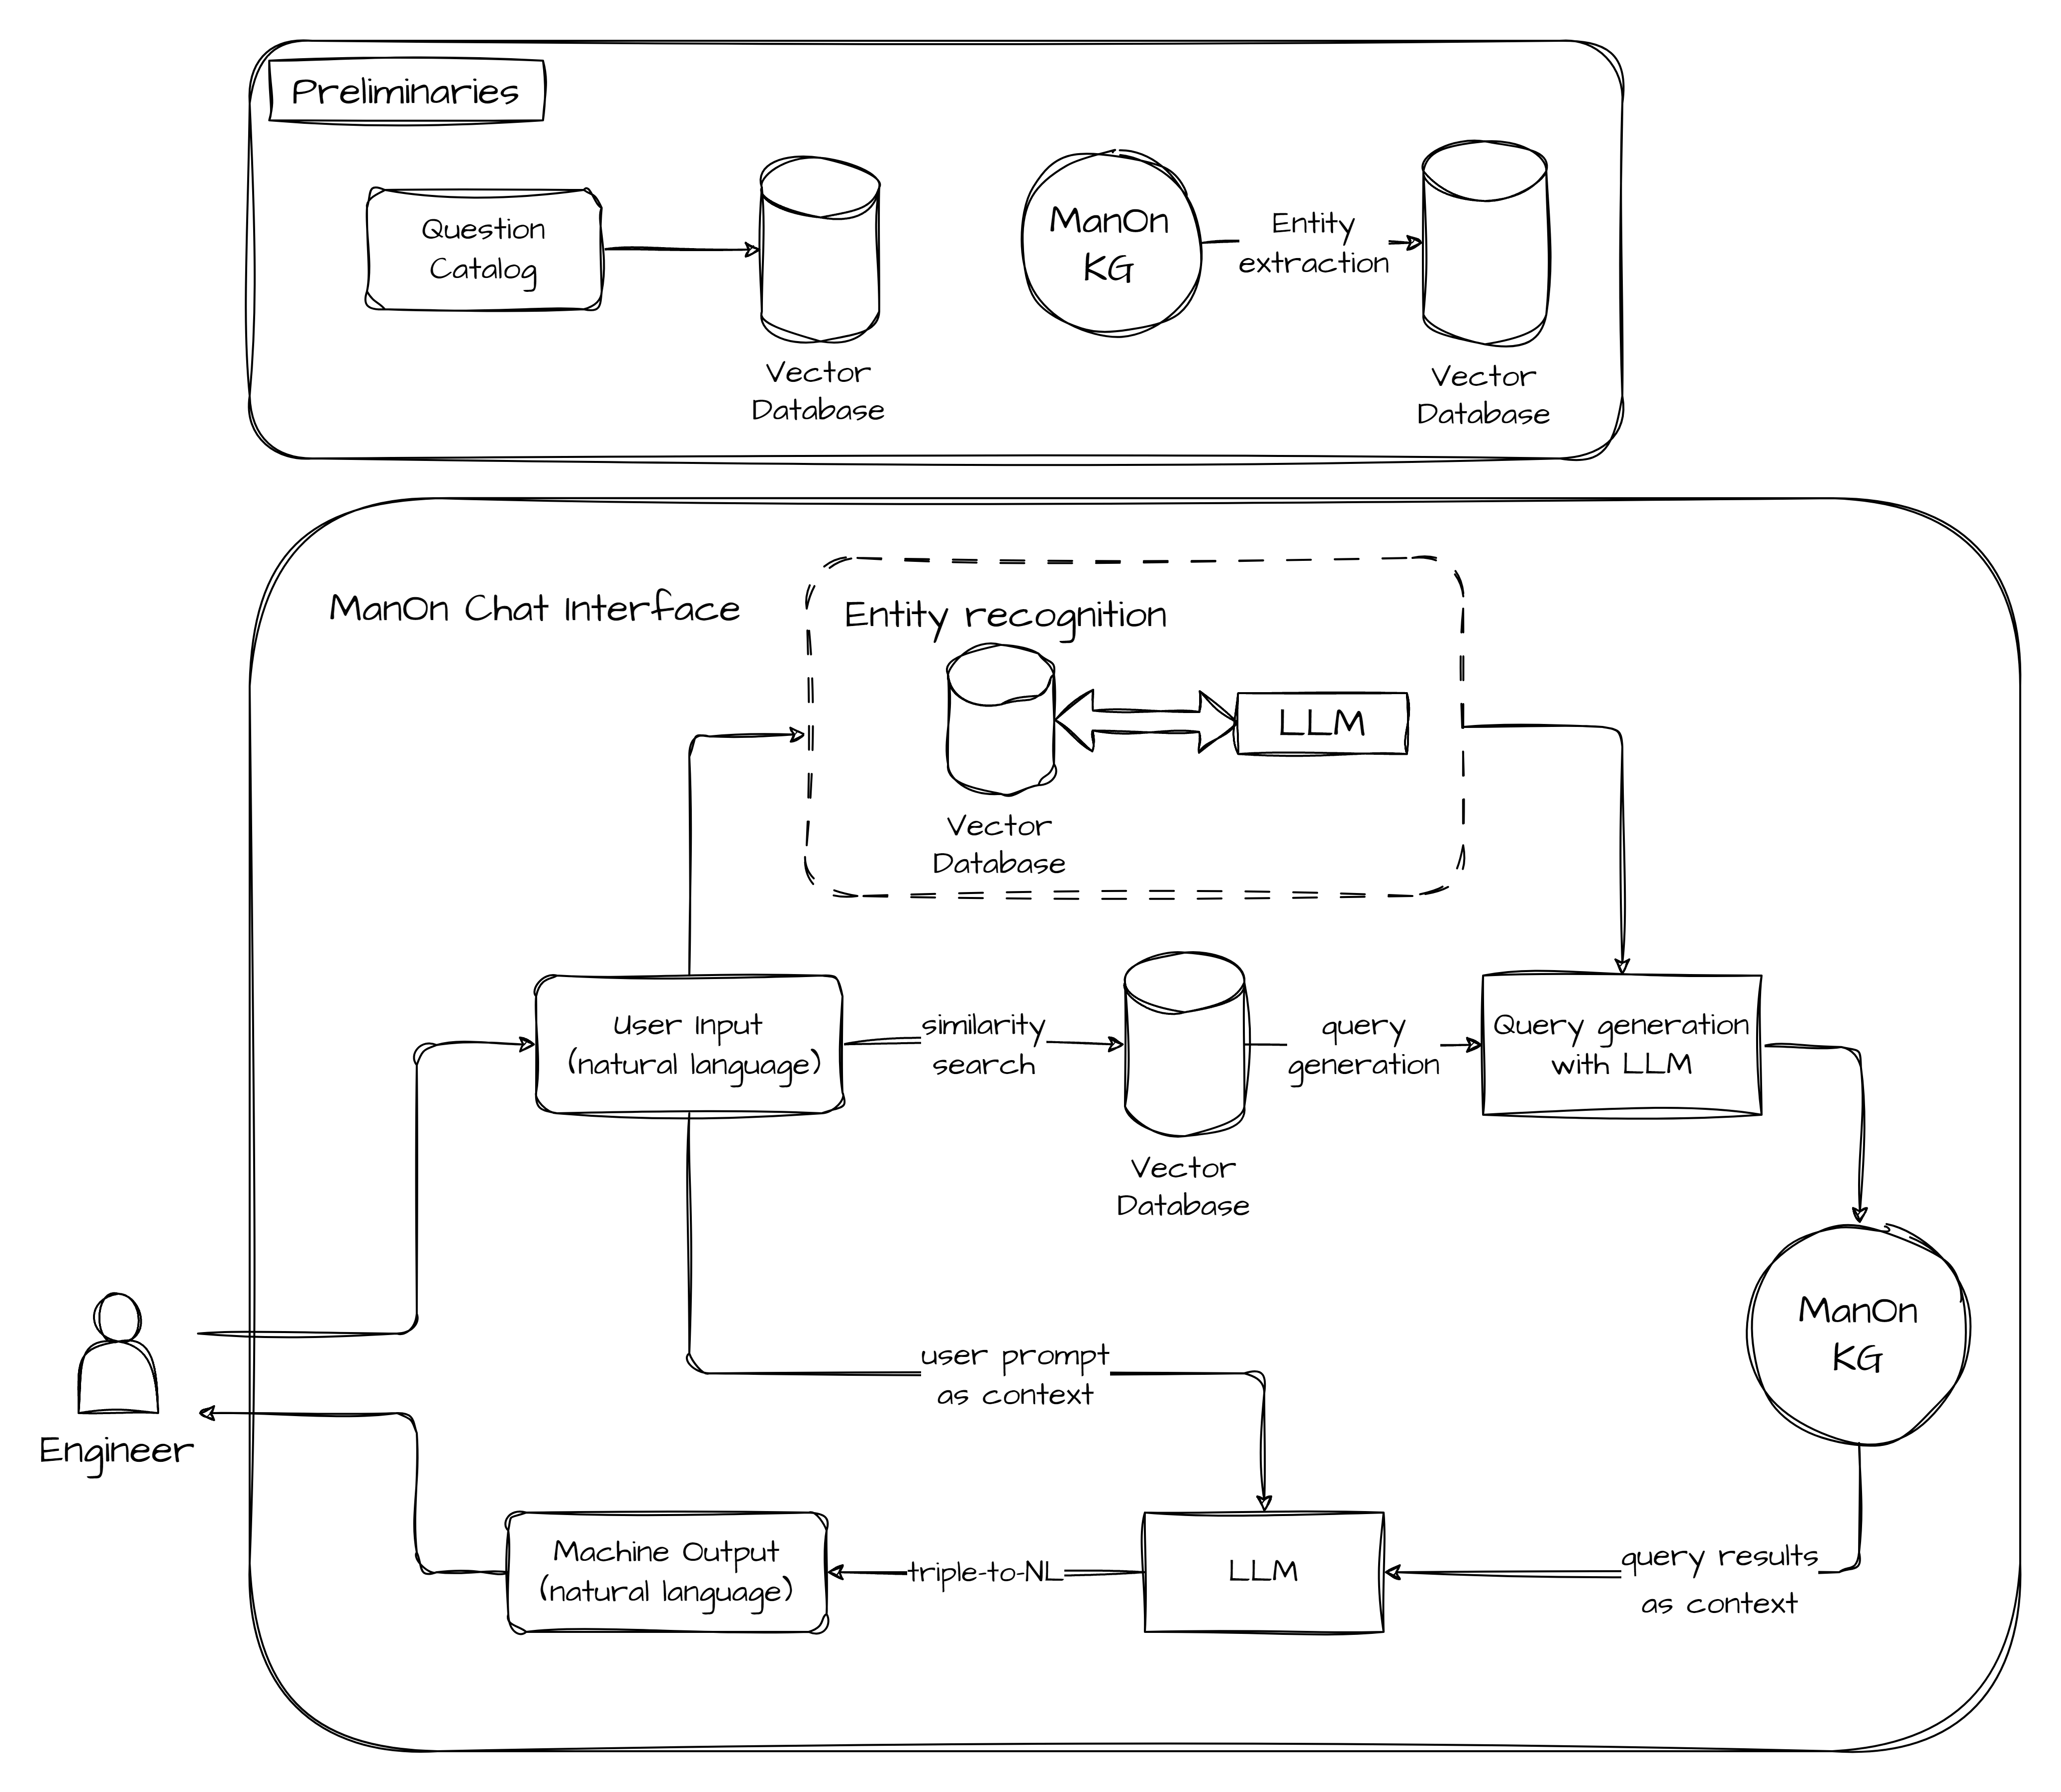 Preliminaries
Question
Catalog
Vector
Database
ManOn
KG
Entity
extraction
Vector
Database
ManOn Chat Interface
Entity recognition
LLM
Vector
Database
User Input
(natural language)
similarity
search
Vector
Database
query
generation
Query generation
with LLM
ManOn
KG
Engineer
user prompt
as context
Machine Output
(natural language)
triple-to-NL
LLM
query results
as context